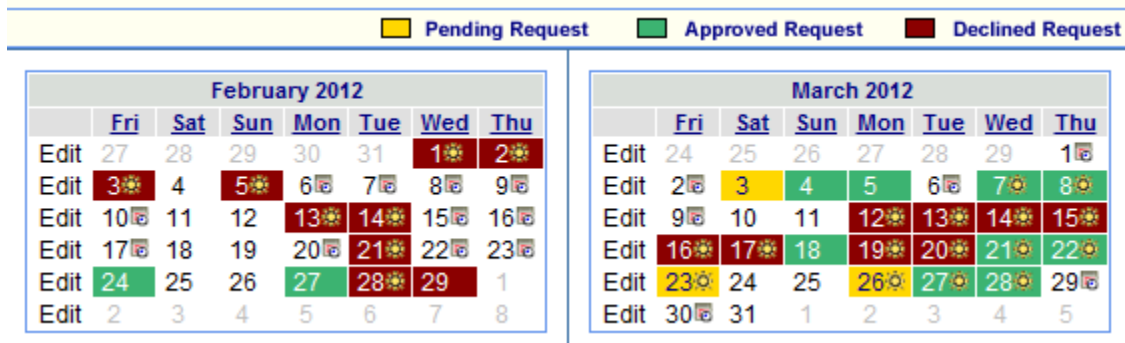 Pending Request Approved Request Declined Request
February 2012
Fri Sat Sun Mon Tue Wed Thu
Edit 27 28 29 30 31 1 2
Edit 3 4 5 6 7 8 9
Edit 10 11 12 13 14 15 16
Edit 17 18 19 20 21 22 23
Edit 24 25 26 27 28 29 1
Edit 2 3 4 5 6 7 8
March 2012
Fri Sat Sun Mon Tue Wed Thu
Edit 24 25 26 27 28 29 1
Edit 2 3 4 5 6 7 8
Edit 9 10 11 12 13 14 15
Edit 16 17 18 19 20 21 22
Edit 23 24 25 26 27 28 29
Edit 30 31 1 2 3 4 5